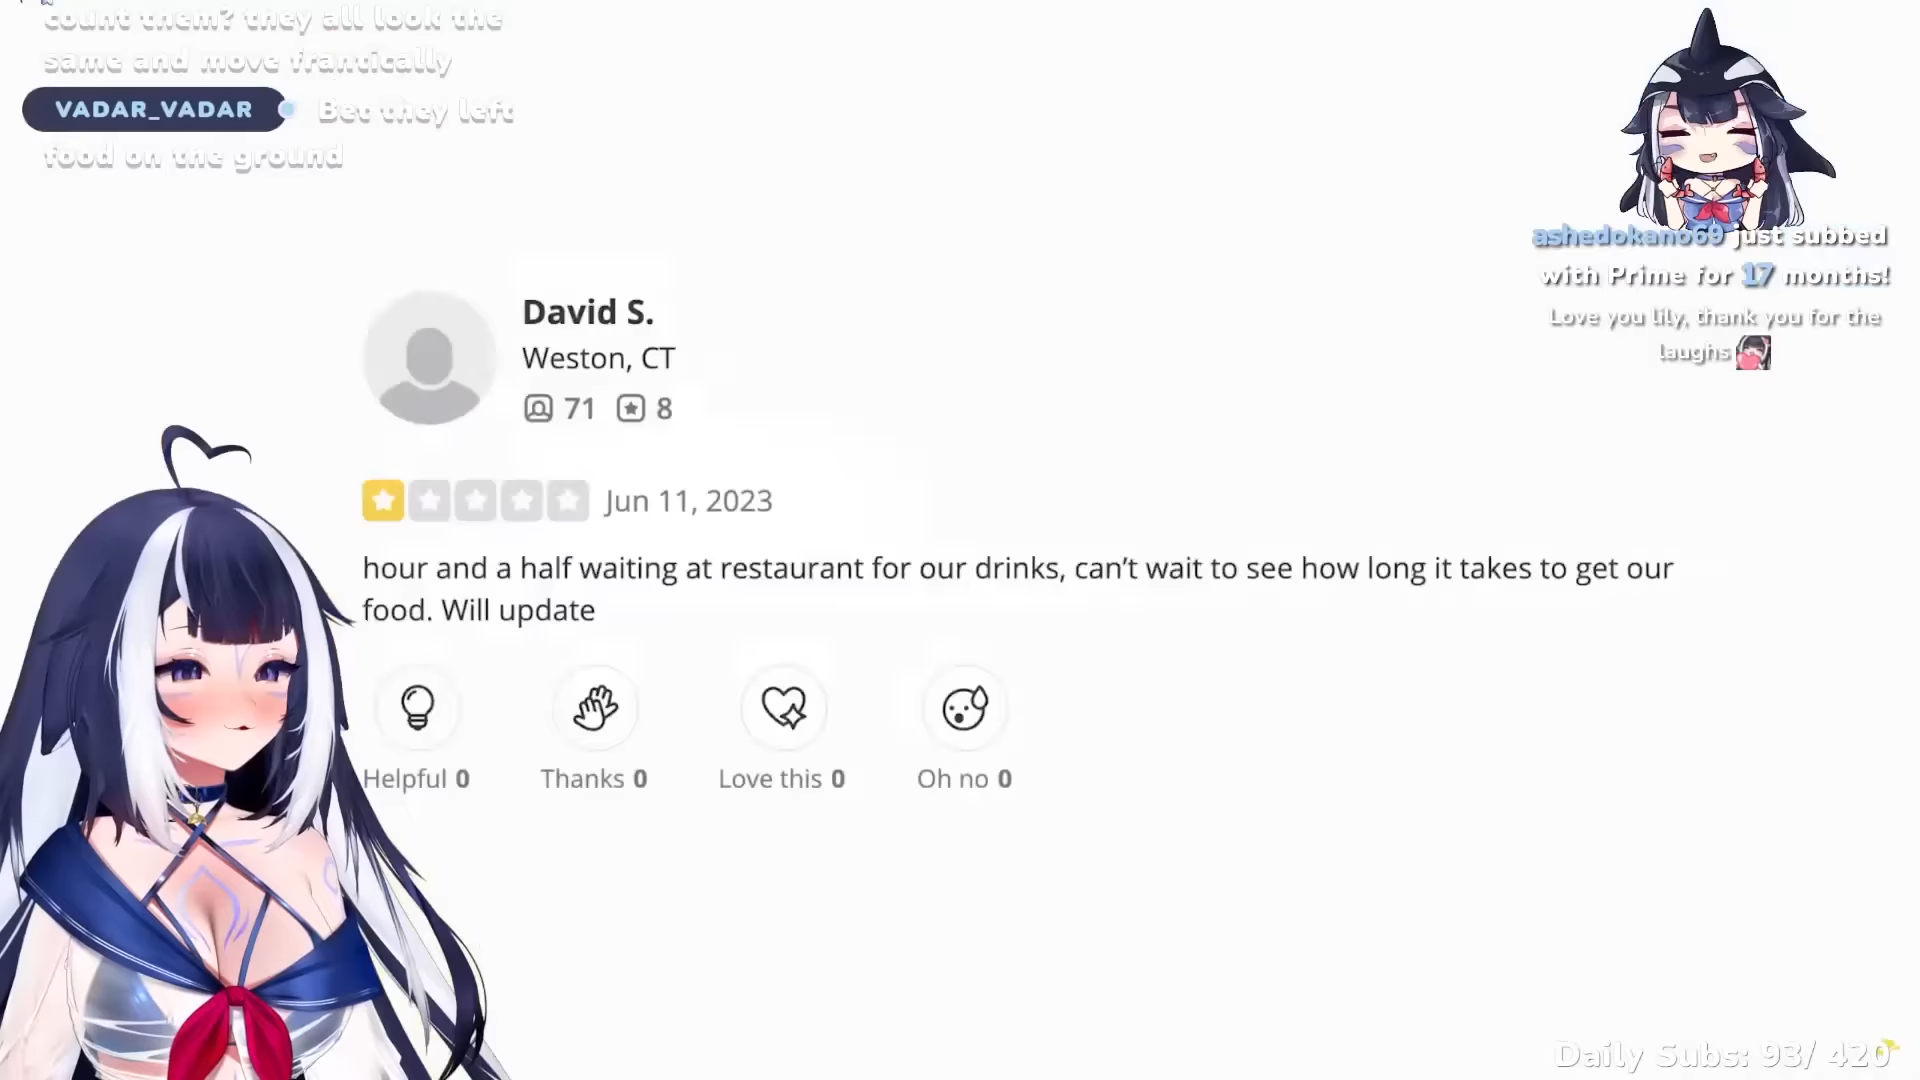 count them? they all look the
same and move frantically
VADAR_VADAR Bet they left
food on the ground
ashedokano69 just subbed
with Prime for 17 months!
Love you lily, thank you for the
laughs
David S.
Weston, CT
71 8
Jun 11, 2023
hour and a half waiting at restaurant for our drinks, can’t wait to see how long it takes to get our
food. Will update
Helpful 0 Thanks 0 Love this 0 Oh no 0
Daily Subs: 93/ 420